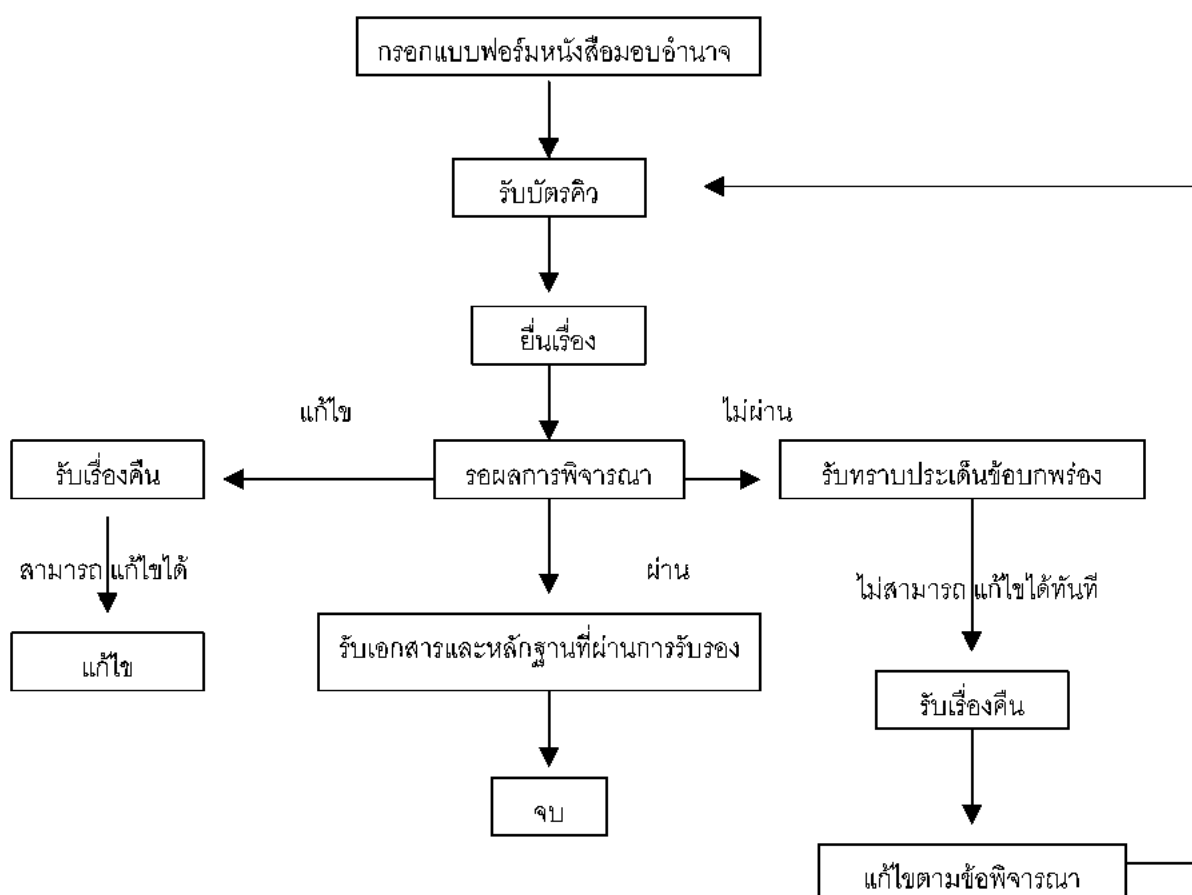 กรอกแบบฟอร์มหนังสือมอบอำนาจ
รับบัตรคิว
ยื่นเรื่อง
แก้ไข
ไม่ผ่าน
รับเรื่องคืน
รอผลการพิจารณา
รับทราบประเด็นข้อบกพร่อง
สามารถ แก้ไขได้
ผ่าน
ไม่สามารถ แก้ไขได้ทันที
แก้ไข
รับเอกสารและหลักฐานที่ผ่านการรับรอง
รับเรื่องคืน
จบ
แก้ไขตามข้อพิจารณา